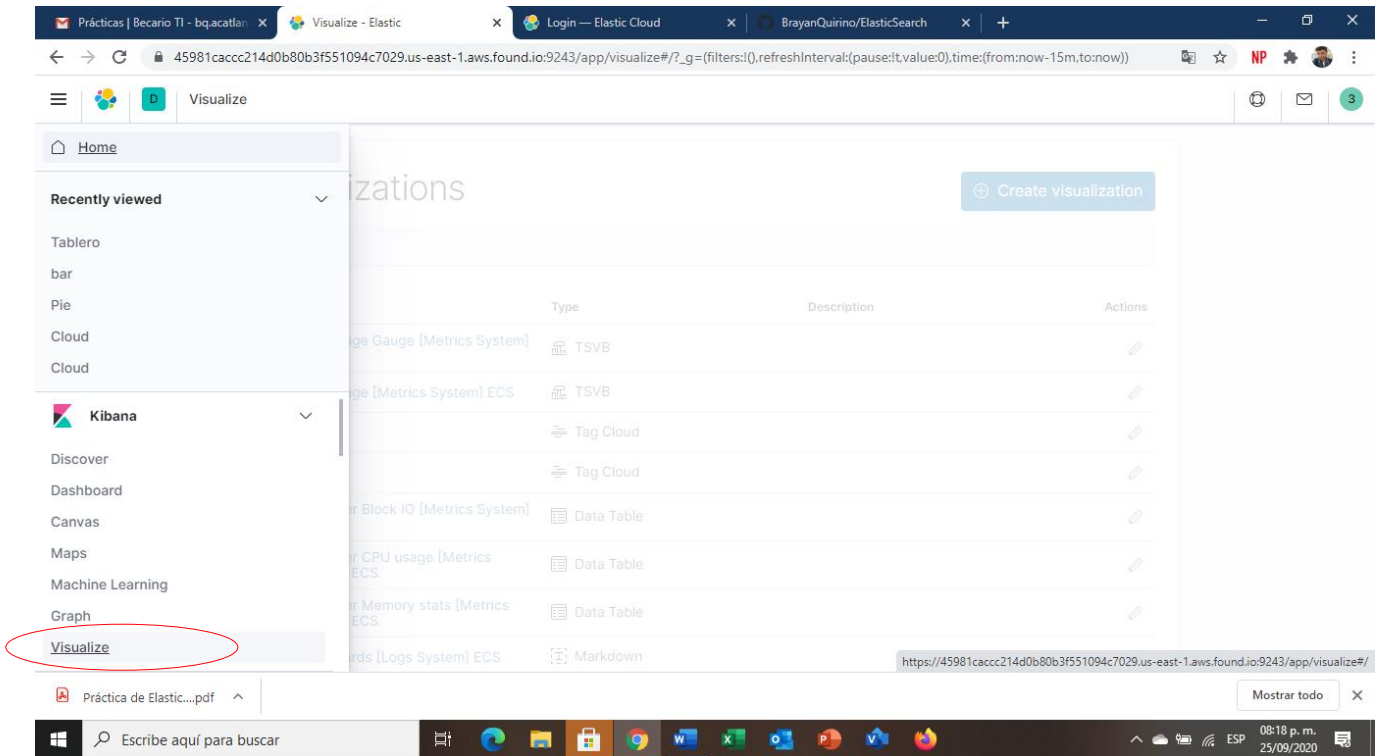 Prácticas | Becario TI - bq.acatlan
Visualize - Elastic
Login — Elastic Cloud
BrayanQuirino/ElasticSearch
45981caccc214d0b80b3f551094c7029.us-east-1.aws.found.io:9243/app/visualize#/?_g=(filters:!(),refreshInterval:(pause:!t,value:0),time:(from:now-15m,to:now))
NP
D
Visualize
3
Home
izations
Create visualization
Recently viewed
Tablero
bar
Pie
Cloud
Cloud
Type
Description
Actions
ge Gauge [Metrics System]
TSVB
ge [Metrics System] ECS
TSVB
Tag Cloud
Tag Cloud
er Block IO [Metrics System]
Data Table
er CPU usage [Metrics
ECS
Data Table
er Memory stats [Metrics
ECS
Data Table
rds [Logs System] ECS
Markdown
Kibana
Discover
Dashboard
Canvas
Maps
Machine Learning
Graph
Visualize
https://45981caccc214d0b80b3f551094c7029.us-east-1.aws.found.io:9243/app/visualize#/
Práctica de Elastic....pdf
Mostrar todo
Escribe aquí para buscar
ESP
08:18 p. m.
25/09/2020